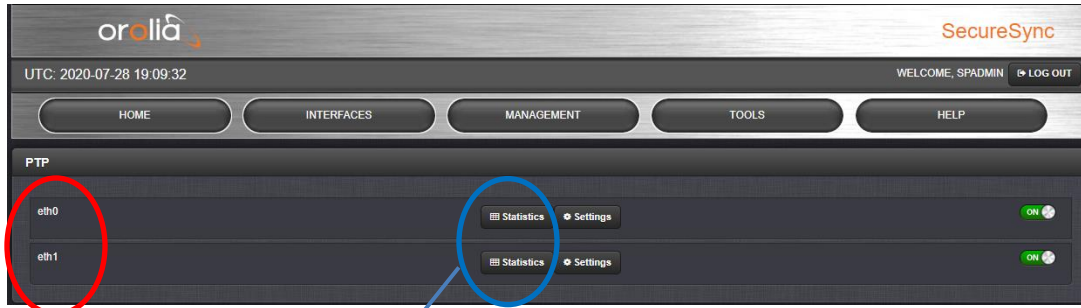 orolia
SecureSync
UTC: 2020-07-28 19:09:32
WELCOME, SPADMIN LOG OUT
HOME INTERFACES MANAGEMENT TOOLS HELP
PTP
eth0 Statistics Settings ON
eth1 Statistics Settings ON